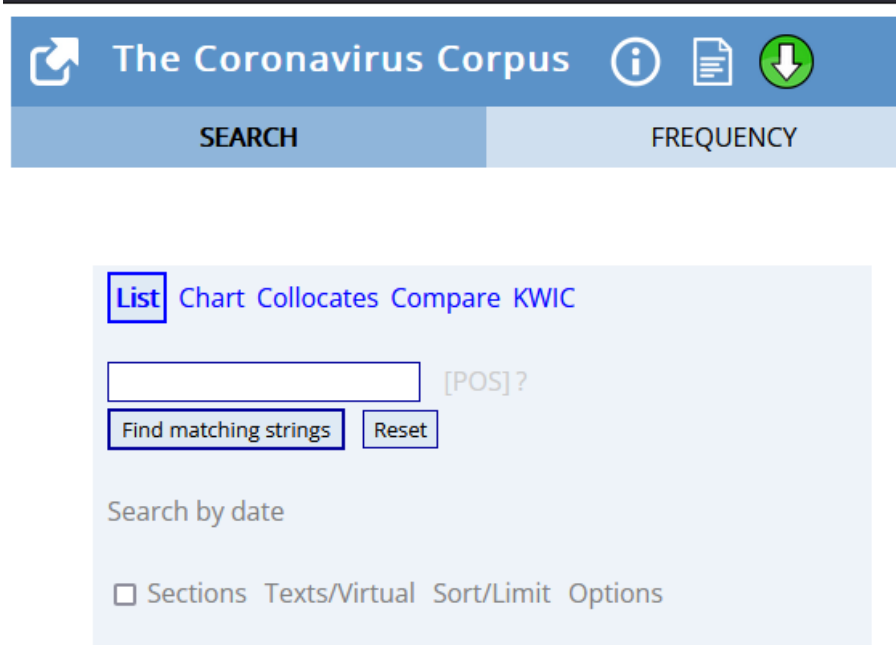 The Coronavirus Corpus
SEARCH FREQUENCY
List Chart Collocates Compare KWIC
[POS] ?
Find matching strings Reset
Search by date
Sections Texts/Virtual Sort/Limit Options